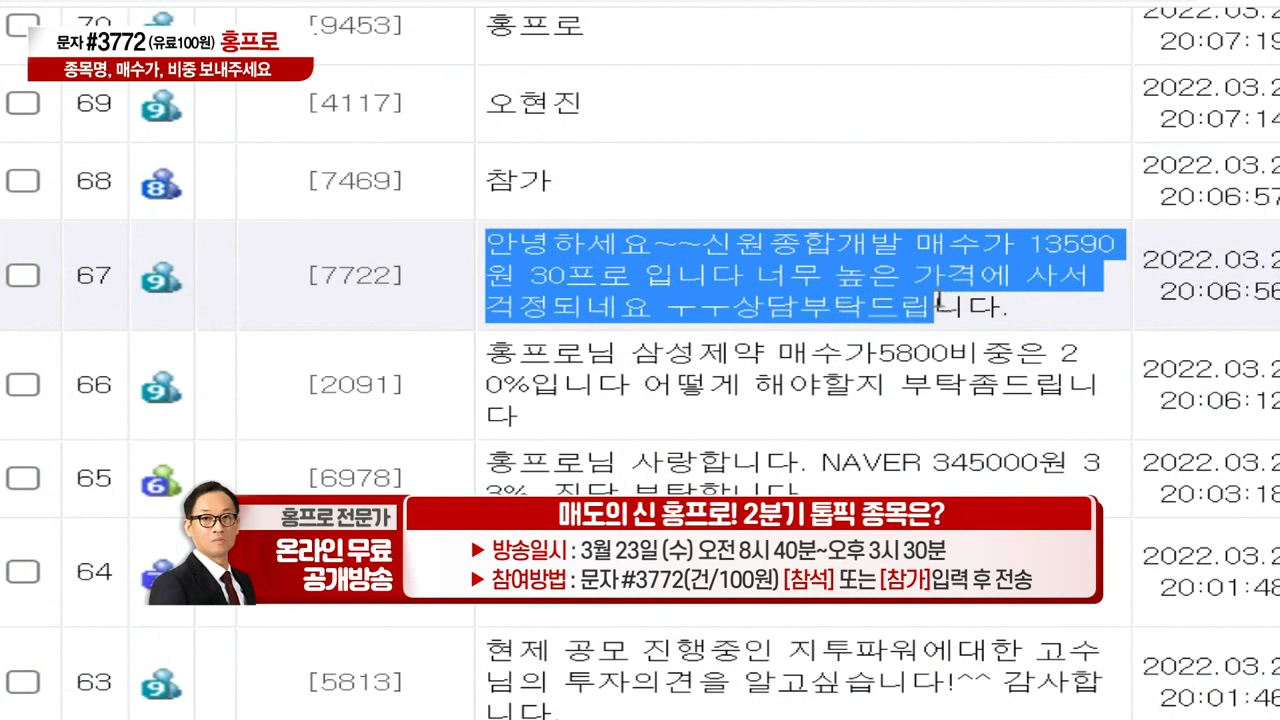 문자 #3772 (유료100원) 홍프로
종목명, 매수가, 비중 보내주세요
[9453] 홍프로
20:07:19
69 9 [4117] 오현진 2022.03.2
20:07:14
68 8 [7469] 참가 2022.03.2
20:06:57
67 9 [7722] 안녕하세요~~신원종합개발 매수가 13590 2022.03.2
원 30프로 입니다 너무 높은 가격에 사서 20:06:56
걱정되네요 ㅜㅜ상담부탁드립니다.
66 9 [2091] 홍프로님 삼성제약 매수가5800비중은 2 2022.03.2
0%입니다 어떻게 해야할지 부탁좀드립니 20:06:12
다
65 6 [6978] 홍프로님 사랑합니다. NAVER 345000원 3 2022.03.2
20:03:18
홍프로 전문가
온라인 무료
공개방송
매도의 신 홍프로! 2분기 톱픽 종목은?
▶ 방송일시 : 3월 23일 (수) 오전 8시 40분~오후 3시 30분
▶ 참여방법 : 문자 #3772(건/100원) [참석] 또는 [참가]입력 후 전송
64 2022.03.2
20:01:48
63 9 [5813] 현제 공모 진행중인 지투파워에대한 고수 2022.03.2
님의 투자의견을 알고싶습니다!^^ 감사합 20:01:46
니다.